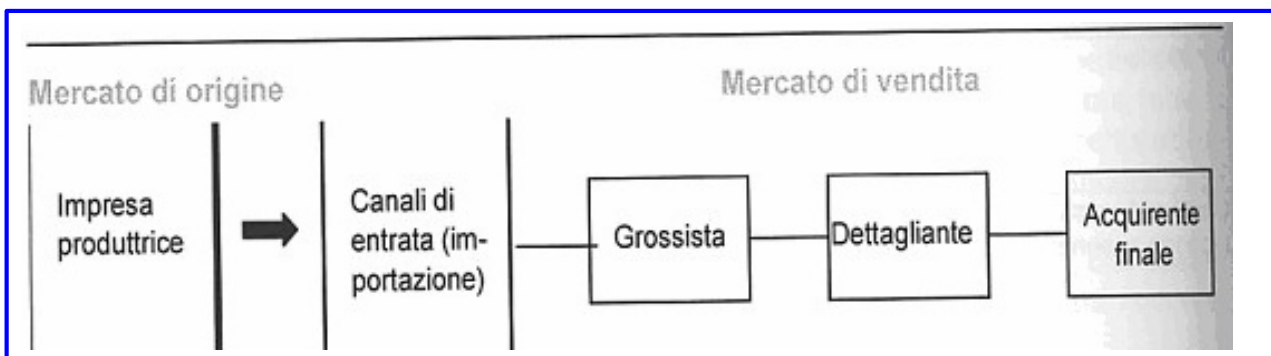 Mercato di origine
Mercato di vendita
Impresa
produttrice
Canali di
entrata (im-
portazione)
Grossista
Dettagliante
Acquirente
finale